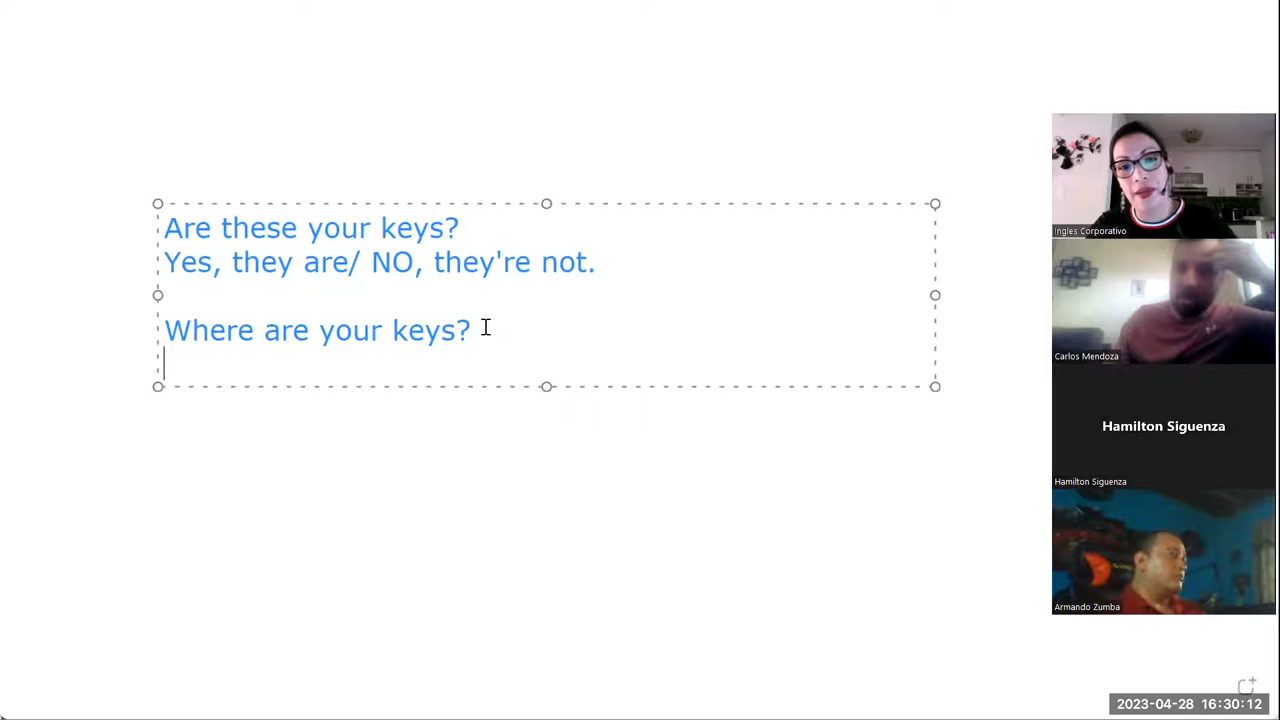 Are these your keys?
Yes, they are/ NO, they're not.
Where are your keys?
Ingles Corporativo
Carlos Mendoza
Hamilton Siguenza
Hamilton Siguenza
Armando Zumba
2023-04-28 16:30:12